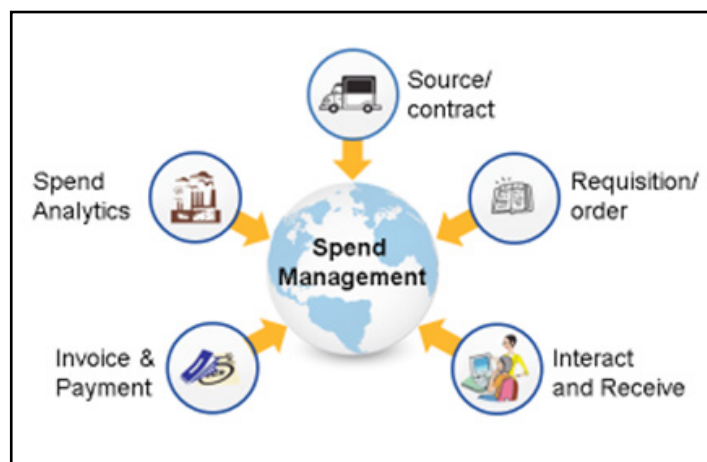 Source/
contract
Spend
Analytics
Requisition/
order
Spend
Management
Invoice &
Payment
Interact
and Receive